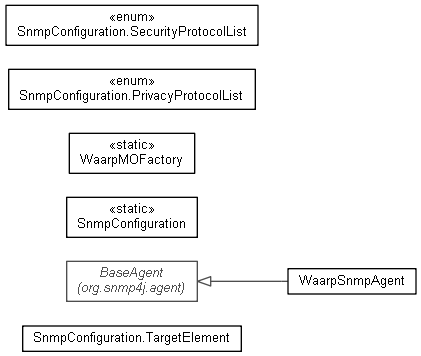 «enum»
SnmpConfiguration.SecurityProtocolList
«enum»
SnmpConfiguration.PrivacyProtocolList
«static»
WaarpMOFactory
«static»
SnmpConfiguration
BaseAgent
(org.snmp4j.agent)
WaarpSnmpAgent
SnmpConfiguration.TargetElement